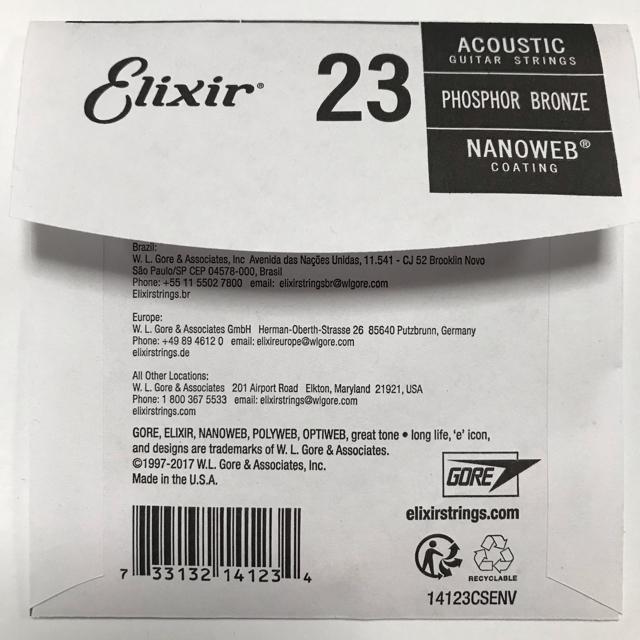 Elixir®
23
ACOUSTIC
GUITAR STRINGS
PHOSPHOR BRONZE
NANOWEB®
COATING
Brazil:
W. L. Gore & Associates, Inc Avenida das Nações Unidas, 11.541 - CJ 52 Brooklin Novo
São Paulo/SP CEP 04578-000, Brasil
Phone: +55 11 5502 7800 email: elixirstringsbr@wlgore.com
Elixirstrings.br
Europe:
W. L. Gore & Associates GmbH Herman-Oberth-Strasse 26 85640 Putzbrunn, Germany
Phone: +49 89 4612 0 email: elixireurope@wlgore.com
elixirstrings.de
All Other Locations:
W. L. Gore & Associates 201 Airport Road Elkton, Maryland 21921, USA
Phone: 1 800 367 5533 email: elixirstrings@wlgore.com
elixirstrings.com
GORE, ELIXIR, NANOWEB, POLYWEB, OPTIWEB, great tone • long life, 'e' icon,
and designs are trademarks of W. L. Gore & Associates.
©1997-2017 W.L. Gore & Associates, Inc.
Made in the U.S.A.
GORE
elixirstrings.com
7 33132 14123 4
RECYCLABLE
14123CSENV